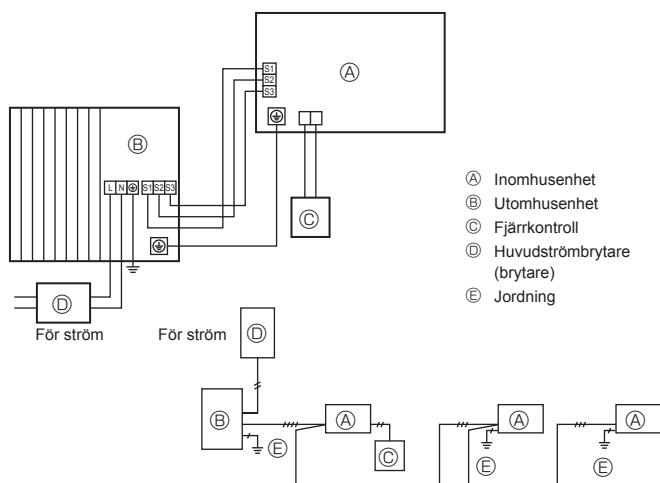 S1
S2
S3
Ⓐ
Ⓑ
L N S1 S2 S3
Ⓒ
Ⓓ
För ström
Ⓐ Inomhusenhet
Ⓑ Utomhusenhet
Ⓒ Fjärrkontroll
Ⓓ Huvudströmbrytare
(brytare)
Ⓔ Jordning
För ström
Ⓓ
Ⓑ
Ⓔ
Ⓐ
Ⓒ
Ⓐ
Ⓔ
Ⓐ
Ⓔ